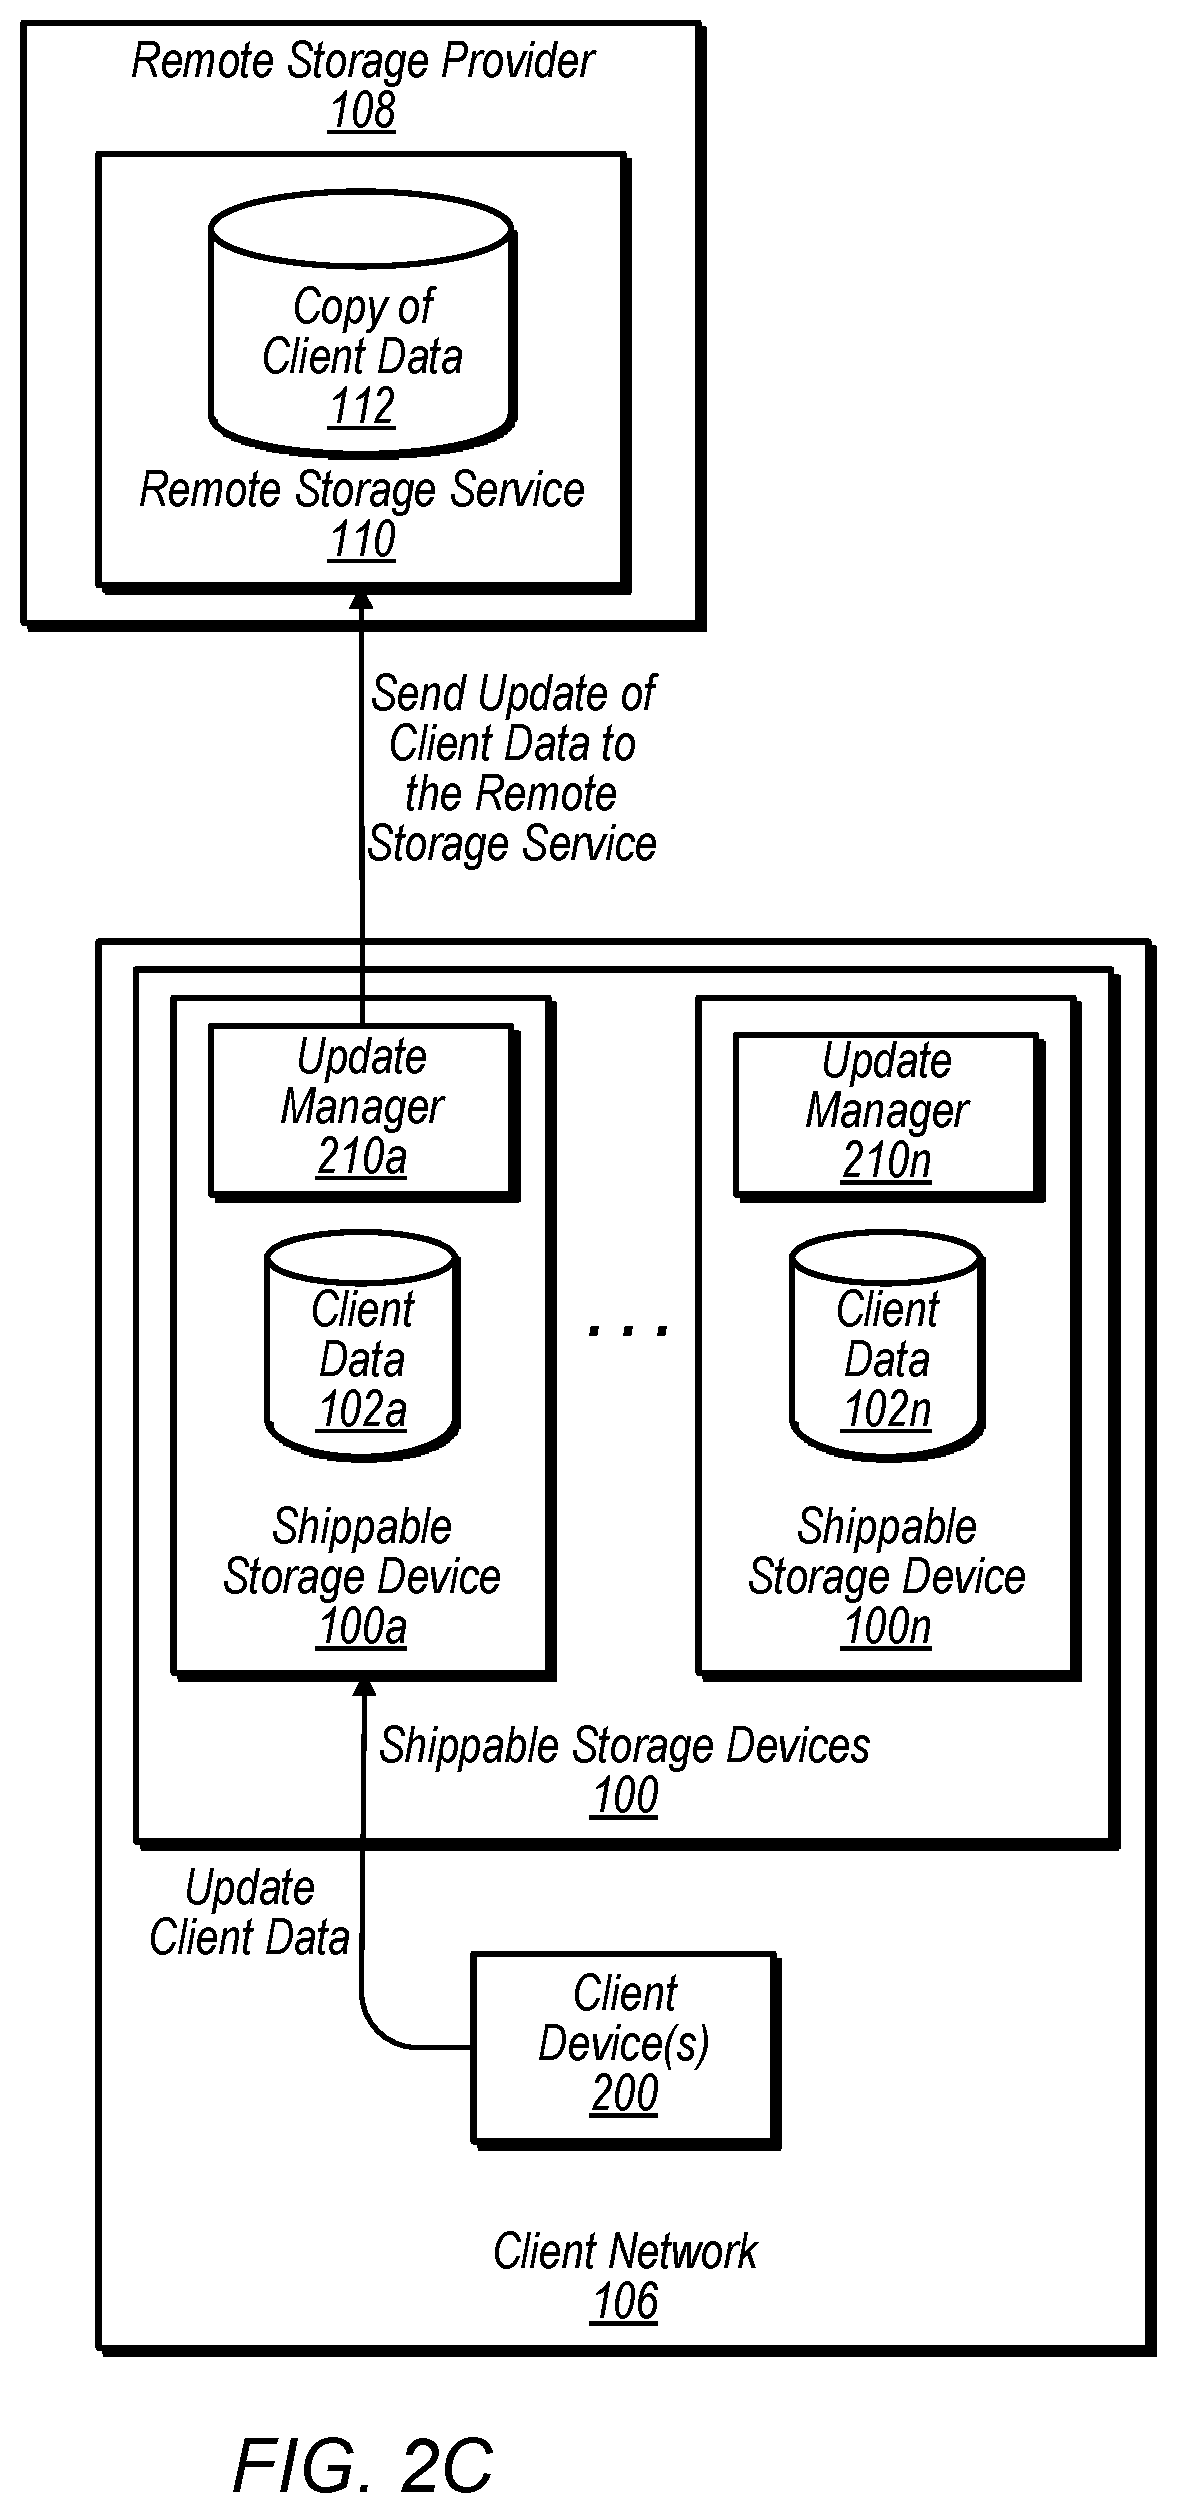 Remote Storage Provider
108
Copy of
Client Data
112
Remote Storage Service
110
Send Update of
Client Data to
the Remote
Storage Service
Update
Manager
210a
Update
Manager
210n
Client
Data
102a
. . .
Client
Data
102n
Shippable
Storage Device
100a
Shippable
Storage Device
100n
Shippable Storage Devices
100
Update
Client Data
Client
Device(s)
200
Client Network
106
FIG. 2C